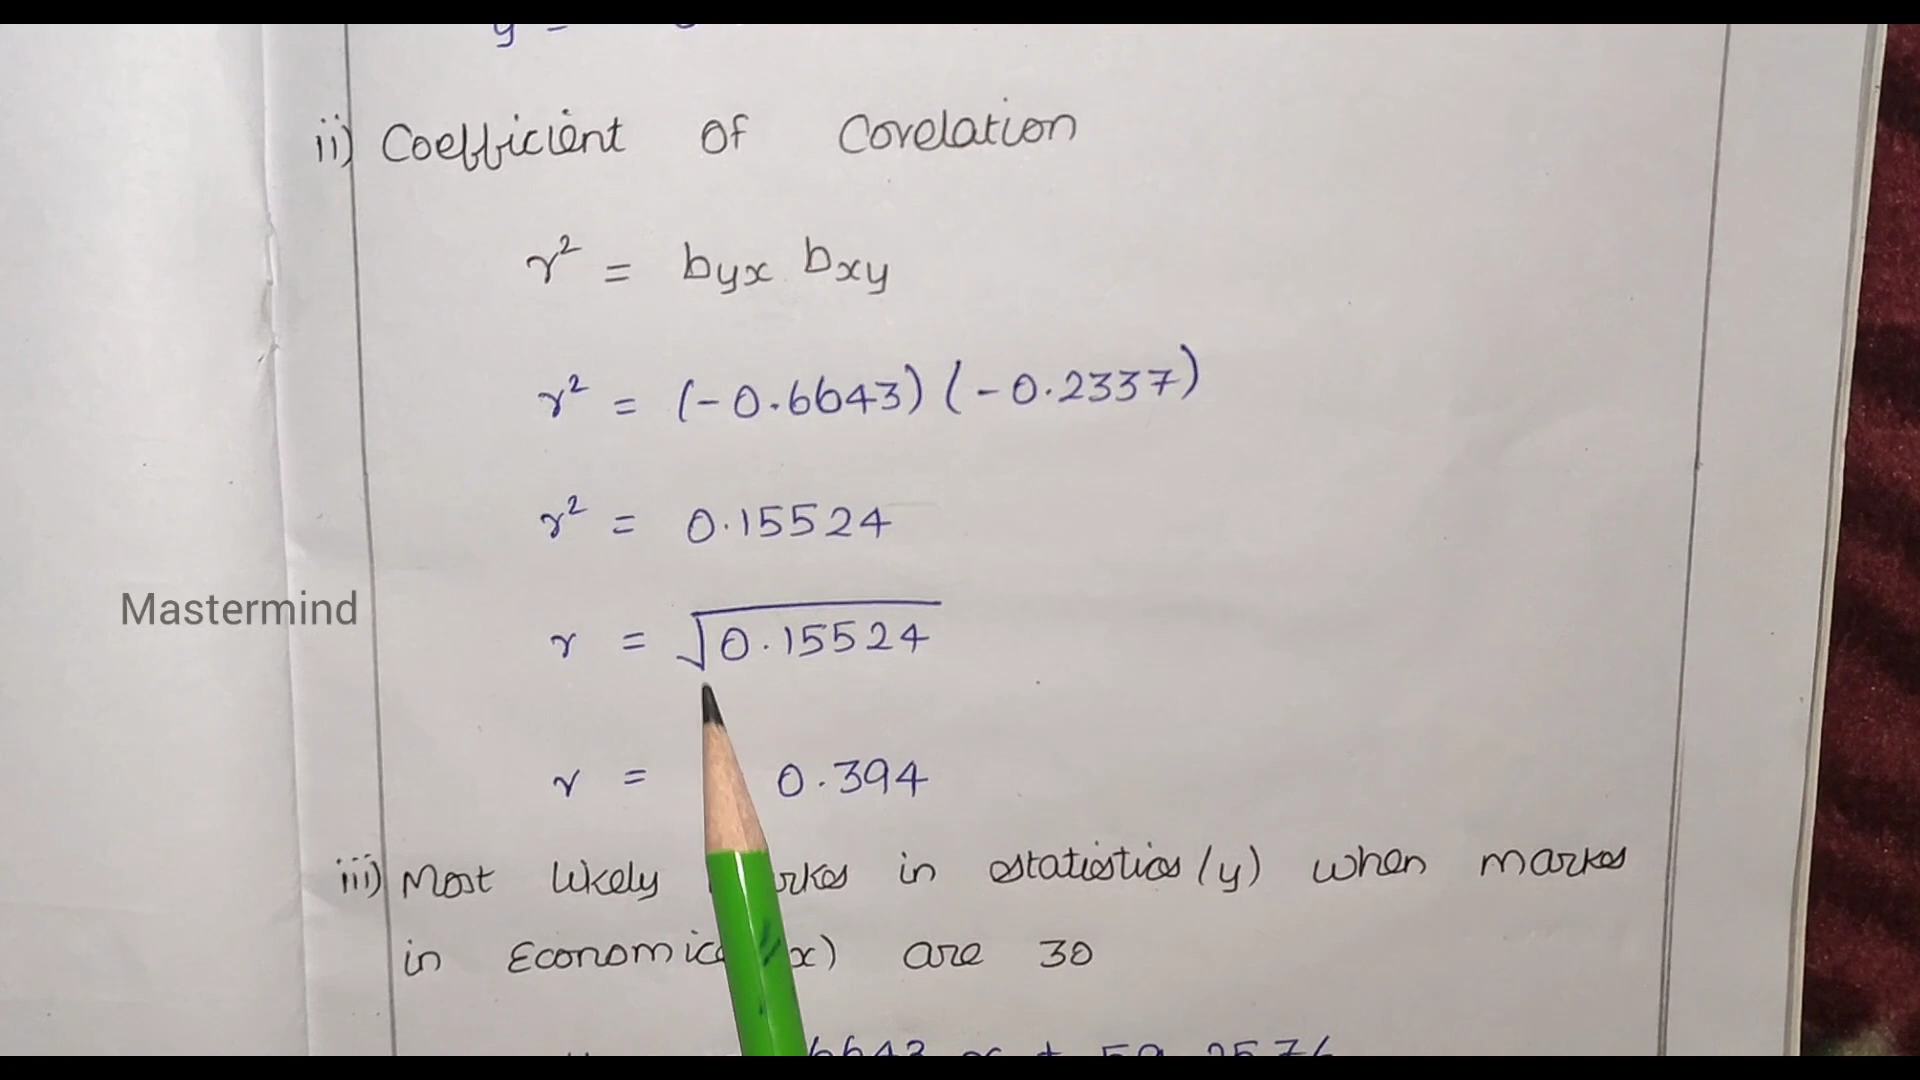 y =
ii) Coefficient Of Corelation
r² = byx bxy
r² = (-0.6643) (-0.2337)
r² = 0.15524
Mastermind
r = √0.15524
r = 0.394
iii) Most likely in statistics (y) when marks
in Economics (x) are 30